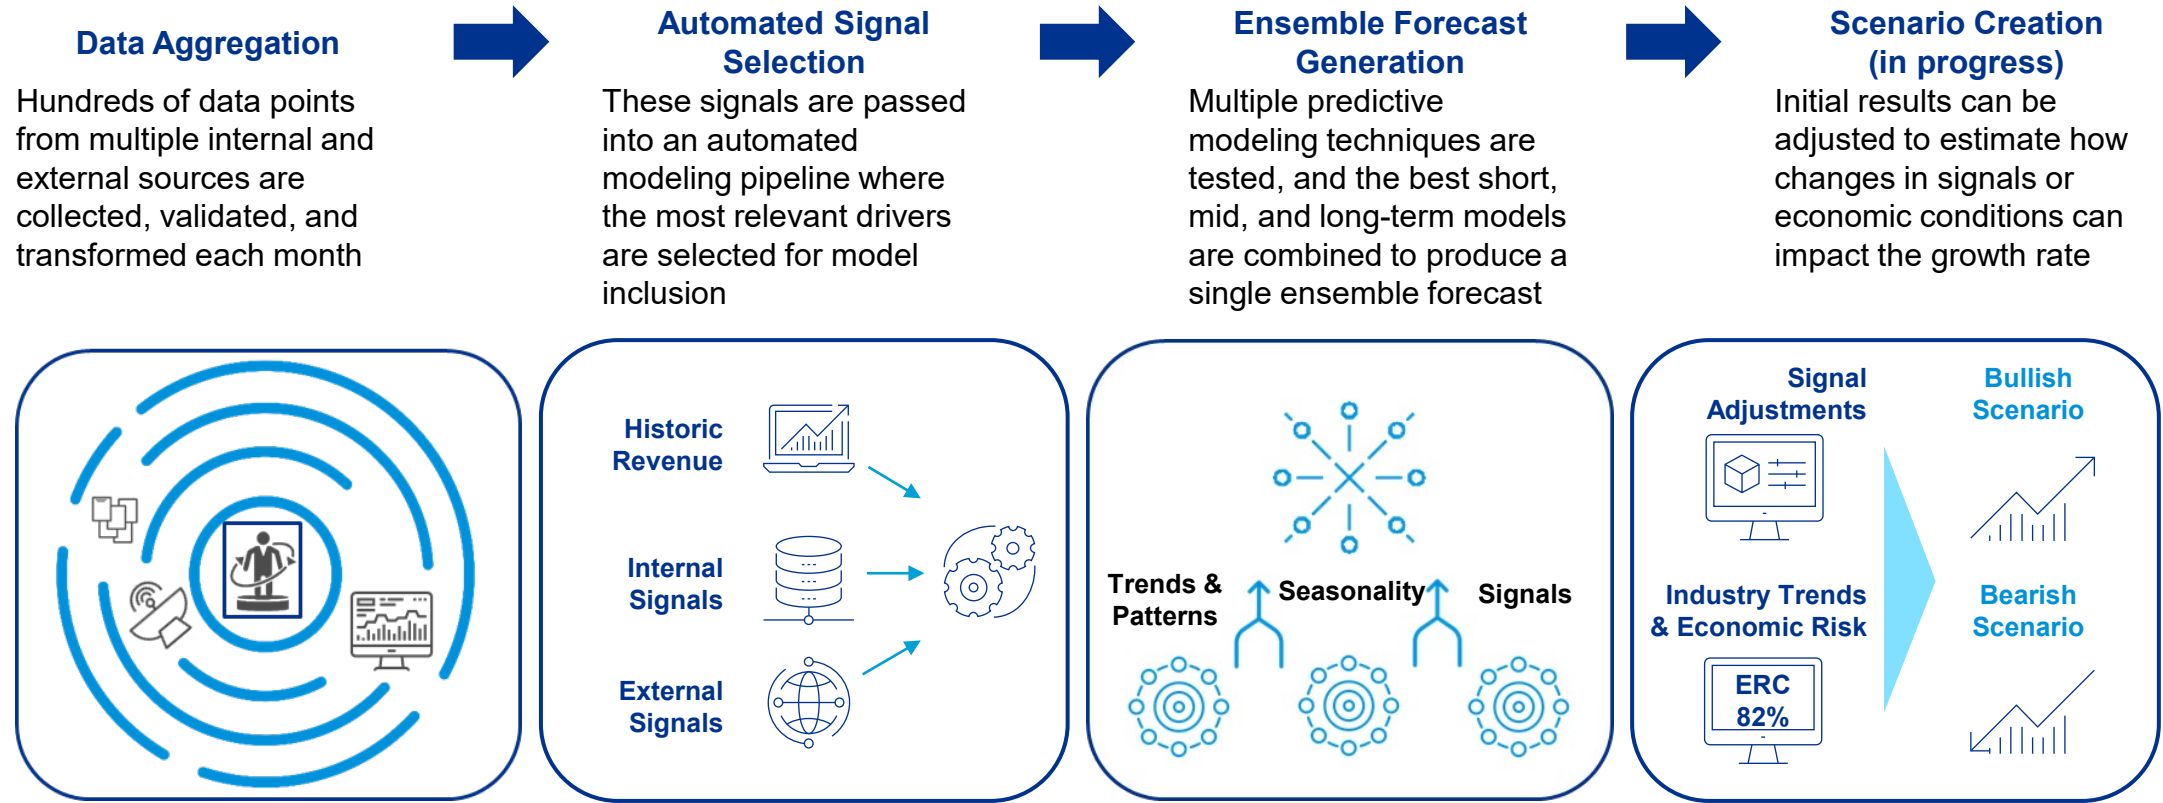 Data Aggregation
Hundreds of data points
from multiple internal and
external sources are
collected, validated, and
transformed each month
Automated Signal
Selection
These signals are passed
into an automated
modeling pipeline where
the most relevant drivers
are selected for model
inclusion
Historic
Revenue
Internal
Signals
External
Signals
Ensemble Forecast
Generation
Multiple predictive
modeling techniques are
tested, and the best short,
mid, and long-term models
are combined to produce a
single ensemble forecast
Trends &
Patterns
Seasonality
Signals
Scenario Creation
(in progress)
Initial results can be
adjusted to estimate how
changes in signals or
economic conditions can
impact the growth rate
Signal
Adjustments
Bullish
Scenario
Industry Trends
& Economic Risk
ERC
82%
Bearish
Scenario